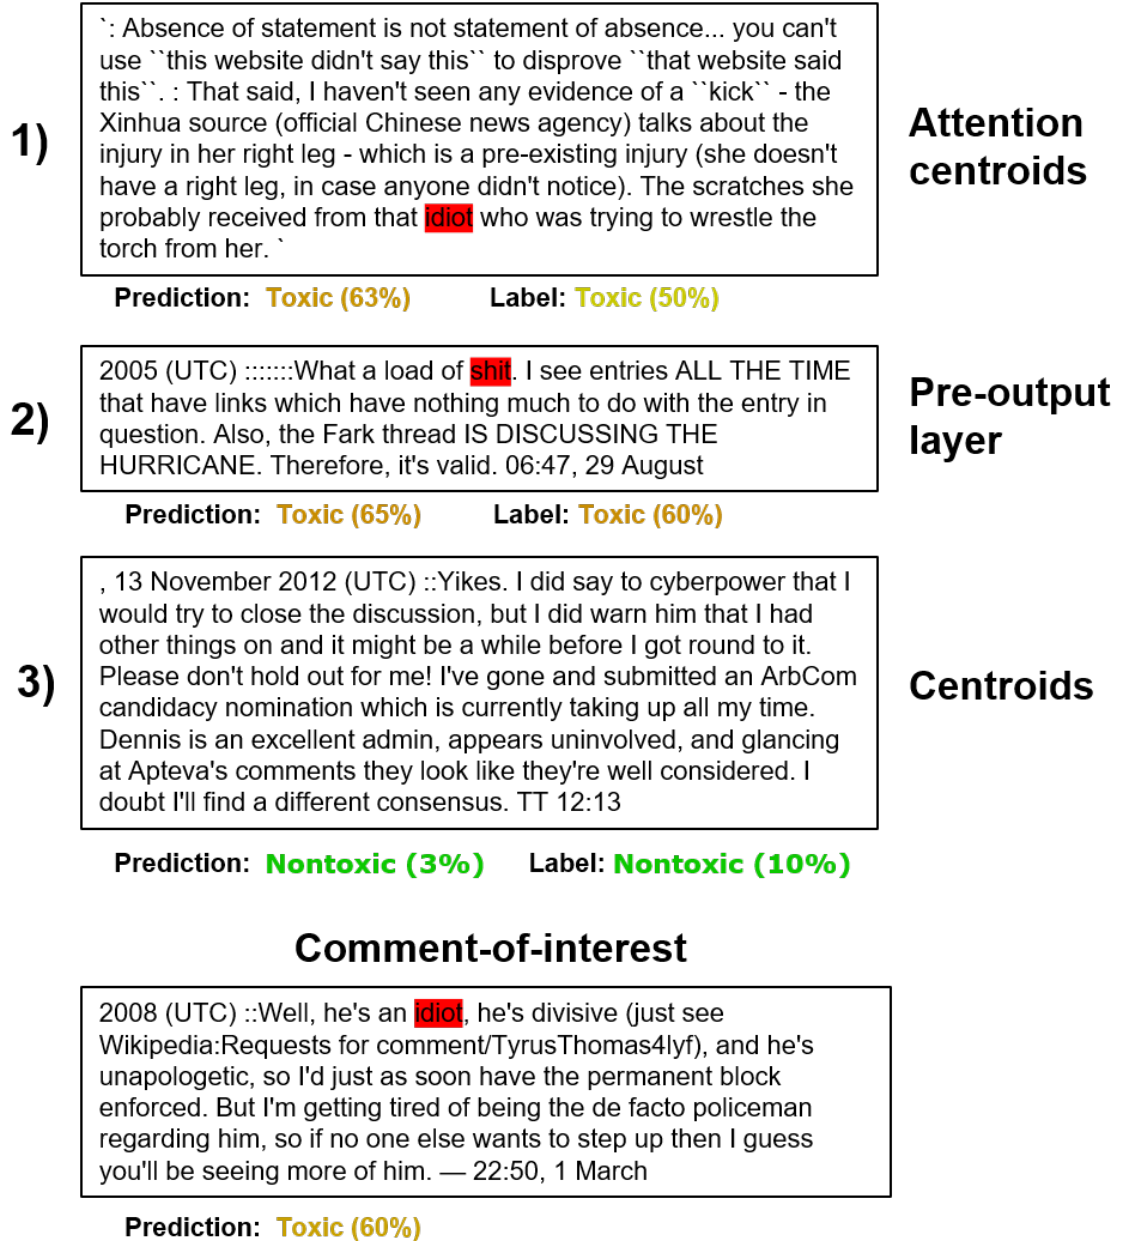 1)
`: Absence of statement is not statement of absence... you can't
use ``this website didn't say this`` to disprove ``that website said
this``. : That said, I haven't seen any evidence of a ``kick`` - the
Xinhua source (official Chinese news agency) talks about the
injury in her right leg - which is a pre-existing injury (she doesn't
have a right leg, in case anyone didn't notice). The scratches she
probably received from that idiot who was trying to wrestle the
torch from her. `
Attention
centroids
Prediction: Toxic (63%) Label: Toxic (50%)
2)
2005 (UTC) :::::::What a load of shit. I see entries ALL THE TIME
that have links which have nothing much to do with the entry in
question. Also, the Fark thread IS DISCUSSING THE
HURRICANE. Therefore, it's valid. 06:47, 29 August
Pre-output
layer
Prediction: Toxic (65%) Label: Toxic (60%)
3)
, 13 November 2012 (UTC) ::Yikes. I did say to cyberpower that I
would try to close the discussion, but I did warn him that I had
other things on and it might be a while before I got round to it.
Please don't hold out for me! I've gone and submitted an ArbCom
candidacy nomination which is currently taking up all my time.
Dennis is an excellent admin, appears uninvolved, and glancing
at Apteva's comments they look like they're well considered. I
doubt I'll find a different consensus. TT 12:13
Centroids
Prediction: Nontoxic (3%) Label: Nontoxic (10%)
Comment-of-interest
2008 (UTC) ::Well, he's an idiot, he's divisive (just see
Wikipedia:Requests for comment/TyrusThomas4lyf), and he's
unapologetic, so I'd just as soon have the permanent block
enforced. But I'm getting tired of being the de facto policeman
regarding him, so if no one else wants to step up then I guess
you'll be seeing more of him. — 22:50, 1 March
Prediction: Toxic (60%)